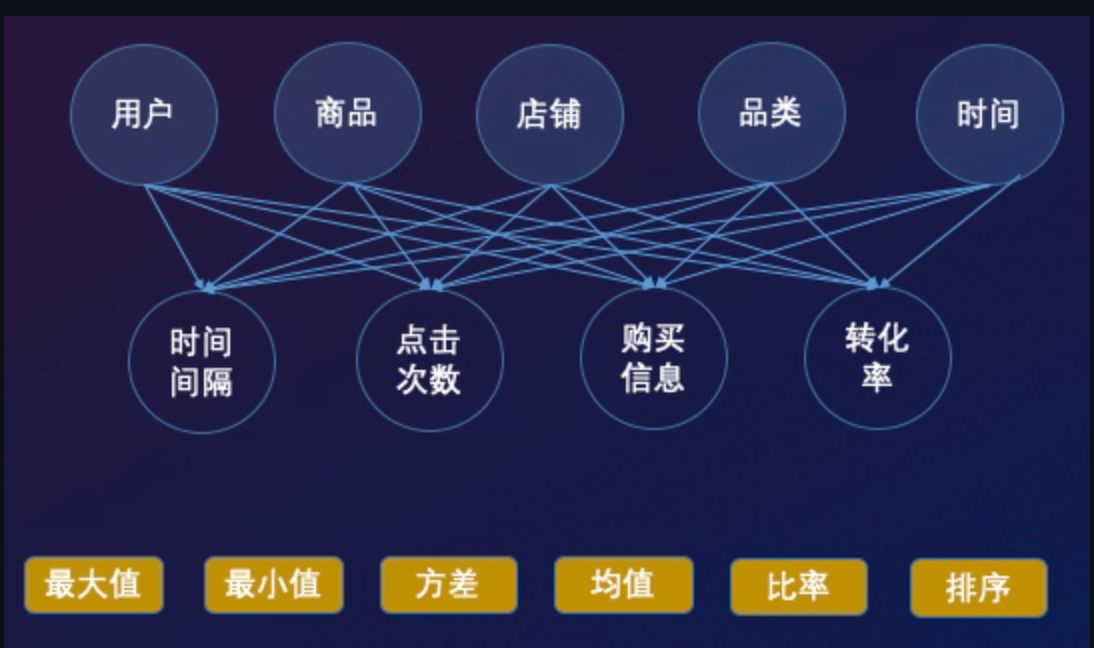 用户
商品
店铺
品类
时间
时间
间隔
点击
次数
购买
信息
转化
率
最大值
最小值
方差
均值
比率
排序